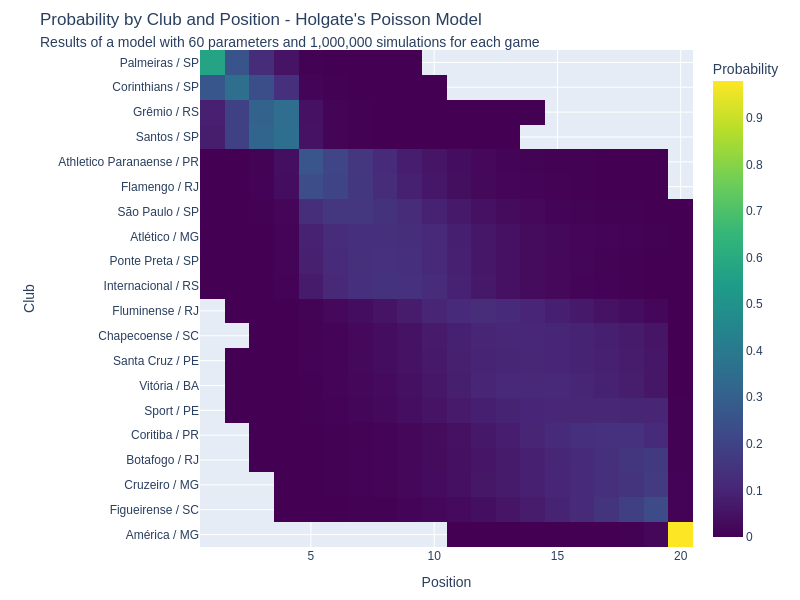 Probability by Club and Position - Holgate's Poisson Model
Results of a model with 60 parameters and 1,000,000 simulations for each game
Probability
Palmeiras / SP
Corinthians / SP
Grêmio / RS
Santos / SP
Athletico Paranaense / PR
Flamengo / RJ
São Paulo / SP
Atlético / MG
Ponte Preta / SP
Internacional / RS
Fluminense / RJ
Chapecoense / SC
Santa Cruz / PE
Vitória / BA
Sport / PE
Coritiba / PR
Botafogo / RJ
Cruzeiro / MG
Figueirense / SC
América / MG
Club
5
10
15
20
Position
0.9
0.8
0.7
0.6
0.5
0.4
0.3
0.2
0.1
0